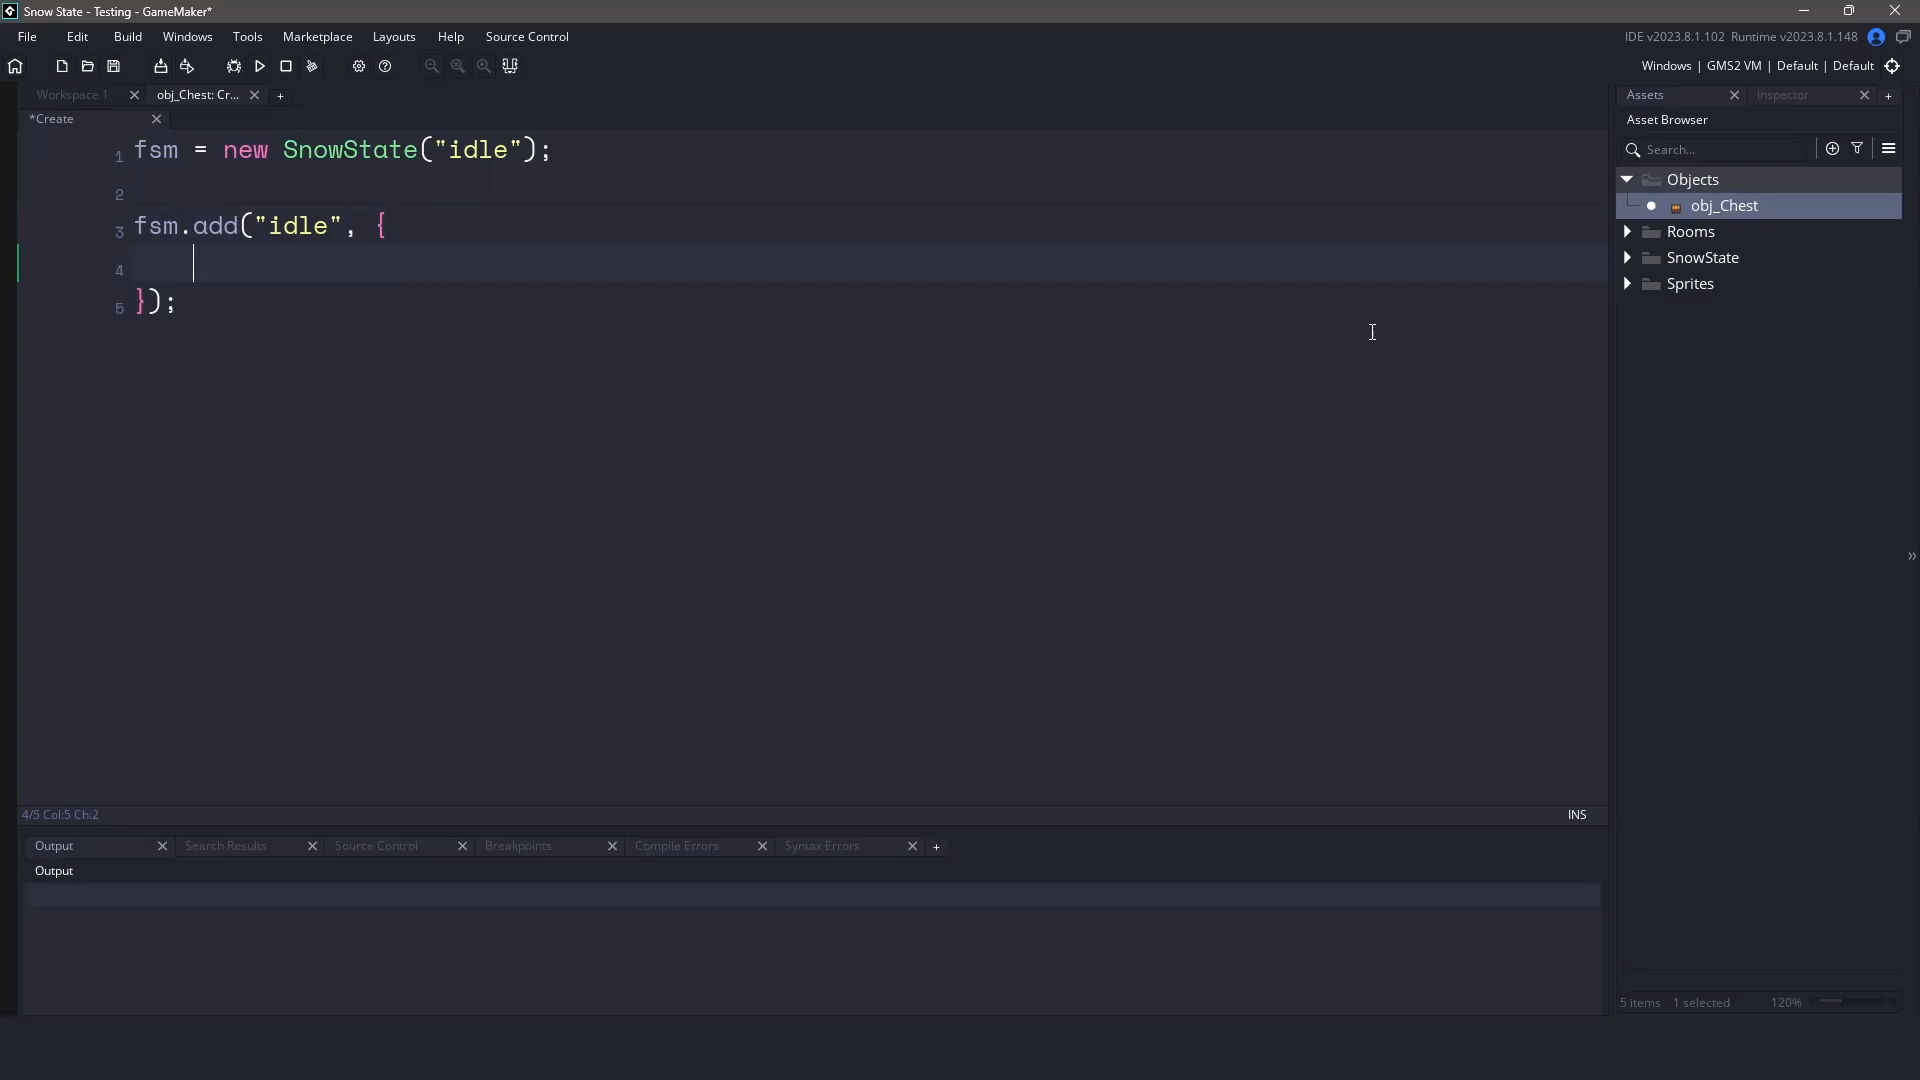 Snow State - Testing - GameMaker*
File Edit Build Windows Tools Marketplace Layouts Help Source Control
IDE v2023.8.1.102 Runtime v2023.8.1.148
Windows | GMS2 VM | Default | Default
Workspace 1 obj_Chest: Cr... +
*Create
1 fsm = new SnowState("idle");
2
3 fsm.add("idle", {
4
5 });
4/5 Col:5 Ch:2 INS
Output Search Results Source Control Breakpoints Compile Errors Syntax Errors +
Output
Assets Inspector +
Asset Browser
Search...
Objects
obj_Chest
Rooms
SnowState
Sprites
5 items 1 selected 120%